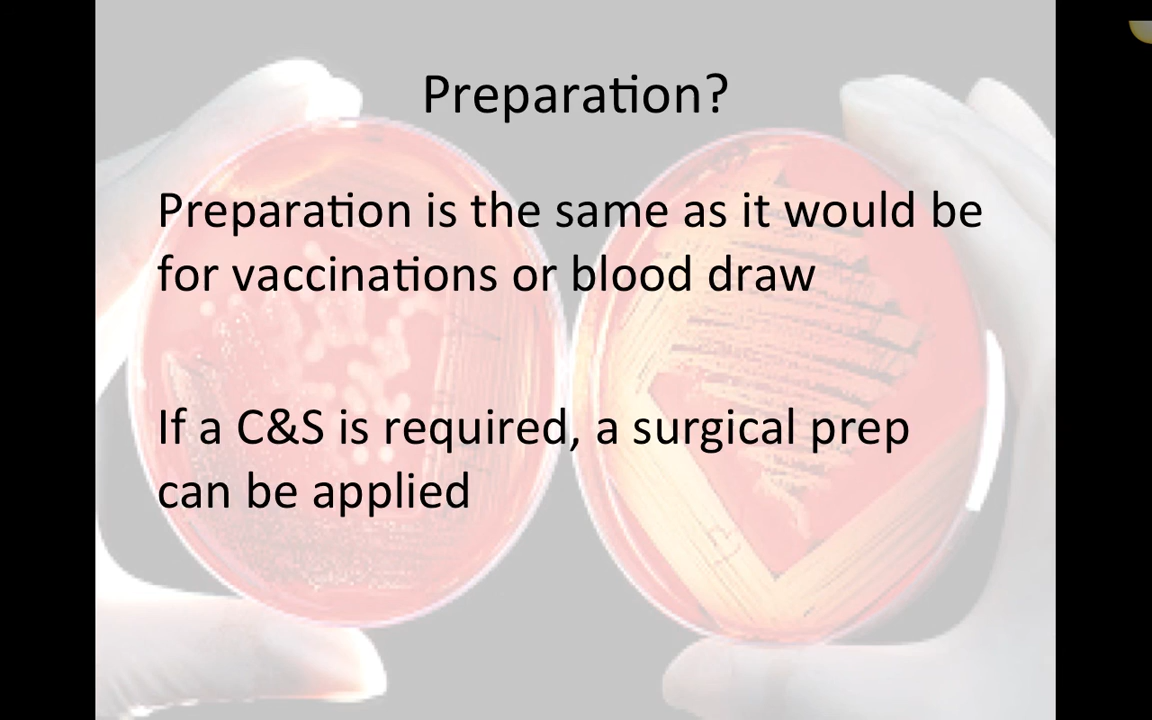 Preparation?
Preparation is the same as it would be
for vaccinations or blood draw
If a C&S is required, a surgical prep
can be applied